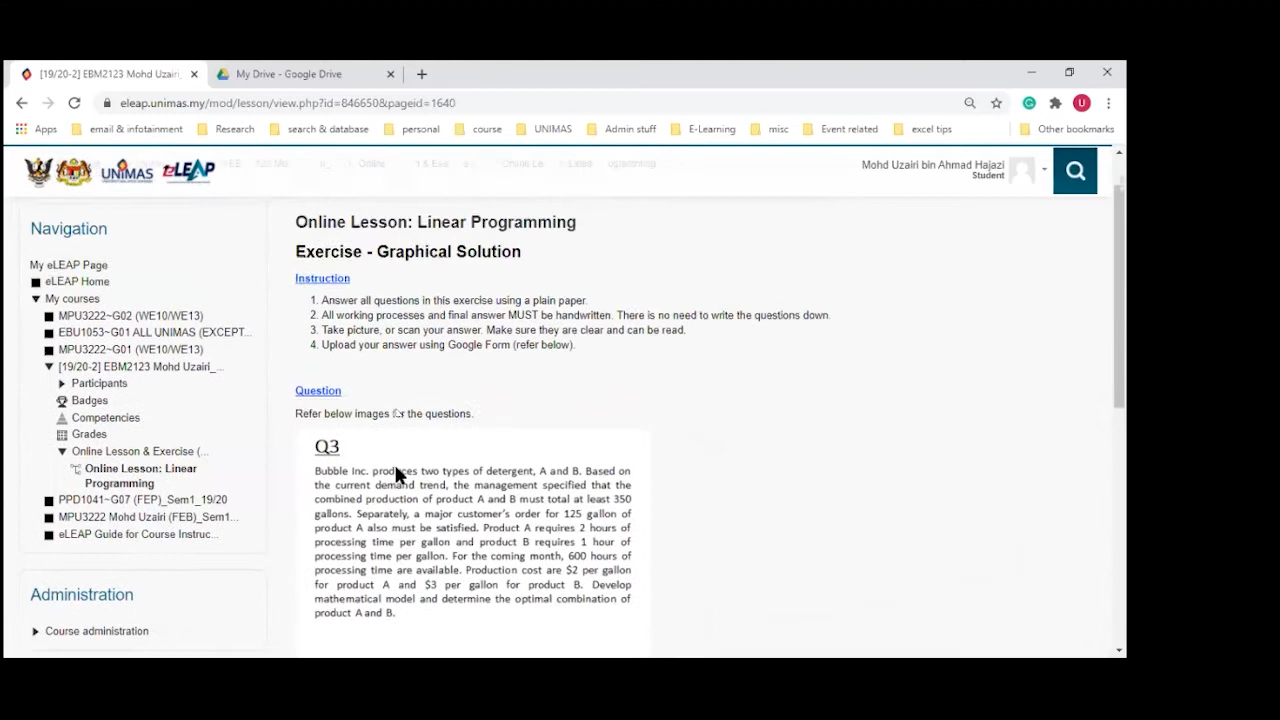 [19/20-2] EBM2123 Mohd Uzairi_
My Drive - Google Drive
eleap.unimas.my/mod/lesson/view.php?id=846650&pageid=1640
U
Apps
email & infotainment
Research
search & database
personal
course
UNIMAS
Admin stuff
E-Learning
misc
Event related
excel tips
Other bookmarks
UNIMAS
eLEAP
Mohd Uzairi bin Ahmad Hajazi
Student
Navigation
My eLEAP Page
eLEAP Home
My courses
MPU3222~G02 (WE10/WE13)
EBU1053~G01 ALL UNIMAS (EXCEPT...
MPU3222~G01 (WE10/WE13)
[19/20-2] EBM2123 Mohd Uzairi_...
Participants
Badges
Competencies
Grades
Online Lesson & Exercise (...
Online Lesson: Linear
Programming
PPD1041~G07 (FEP)_Sem1_19/20
MPU3222 Mohd Uzairi (FEB)_Sem1...
eLEAP Guide for Course Instruc...
Administration
Course administration
Online Lesson: Linear Programming
Exercise - Graphical Solution
Instruction
1. Answer all questions in this exercise using a plain paper.
2. All working processes and final answer MUST be handwritten. There is no need to write the questions down.
3. Take picture, or scan your answer. Make sure they are clear and can be read.
4. Upload your answer using Google Form (refer below).
Question
Refer below images for the questions.
Q3
Bubble Inc. produces two types of detergent, A and B. Based on
the current demand trend, the management specified that the
combined production of product A and B must total at least 350
gallons. Separately, a major customer's order for 125 gallon of
product A also must be satisfied. Product A requires 2 hours of
processing time per gallon and product B requires 1 hour of
processing time per gallon. For the coming month, 600 hours of
processing time are available. Production cost are $2 per gallon
for product A and $3 per gallon for product B. Develop
mathematical model and determine the optimal combination of
product A and B.